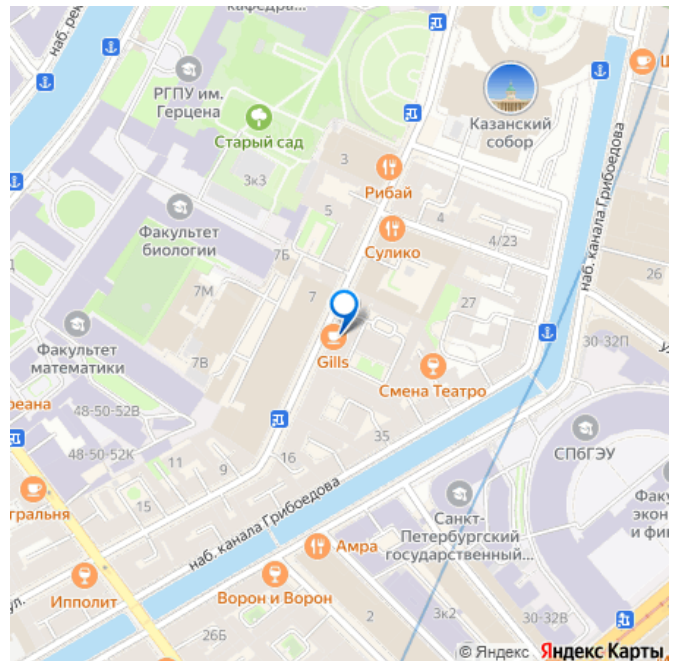 кафедра...
наб. рек
РГПУ им.
Герцена
Старый сад
Казанский
собор
3
3к3
Рибай
5
4
Факультет
биологии
7Б
Сулико
4/23
наб. канала Грибоедова
26
7М
7
27
30-32П
Факультет
математики
7В
Gills
Смена Театро
48-50-52В
35
СПбГЭУ
48-50-52К
11
9
16
15
Санкт-
Петербургский
государственный...
наб. канала Грибоедова
Амра
Ипполит
Ворон и Ворон
ул.
2
3к2
30-32В
26Б
© Яндекс Яндекс Карты